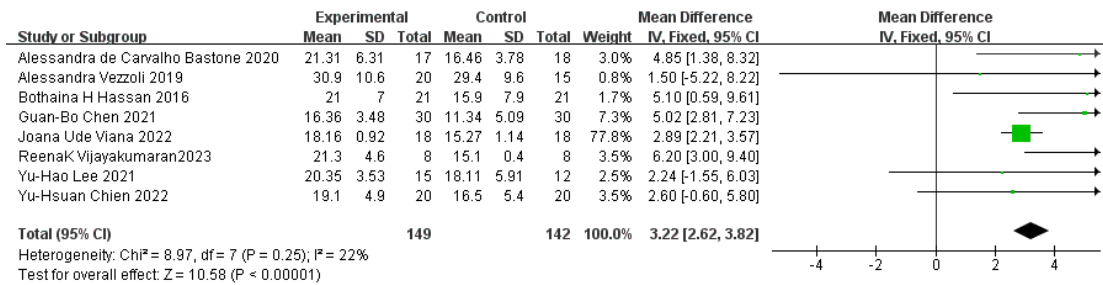 Experimental Control Mean Difference Mean Difference
Study or Subgroup Mean SD Total Mean SD Total Weight IV, Fixed, 95% CI IV, Fixed, 95% CI
Alessandra de Carvalho Bastone 2020 21.31 6.31 17 16.46 3.78 18 3.0% 4.85 [1.38, 8.32]
Alessandra Vezzoli 2019 30.9 10.6 20 29.4 9.6 15 0.8% 1.50 [-5.22, 8.22]
Bothaina H Hassan 2016 21 7 21 15.9 7.9 21 1.7% 5.10 [0.59, 9.61]
Guan-Bo Chen 2021 16.36 3.48 30 11.34 5.09 30 7.3% 5.02 [2.81, 7.23]
Joana Ude Viana 2022 18.16 0.92 18 15.27 1.14 18 77.8% 2.89 [2.21, 3.57]
ReenaK Vijayakumaran2023 21.3 4.6 8 15.1 0.4 8 3.5% 6.20 [3.00, 9.40]
Yu-Hao Lee 2021 20.35 3.53 15 18.11 5.91 12 2.5% 2.24 [-1.55, 6.03]
Yu-Hsuan Chien 2022 19.1 4.9 20 16.5 5.4 20 3.5% 2.60 [-0.60, 5.80]
Total (95% CI) 149 142 100.0% 3.22 [2.62, 3.82]
Heterogeneity: Chi² = 8.97, df = 7 (P = 0.25); I² = 22%
Test for overall effect: Z = 10.58 (P < 0.00001)
-4 -2 0 2 4